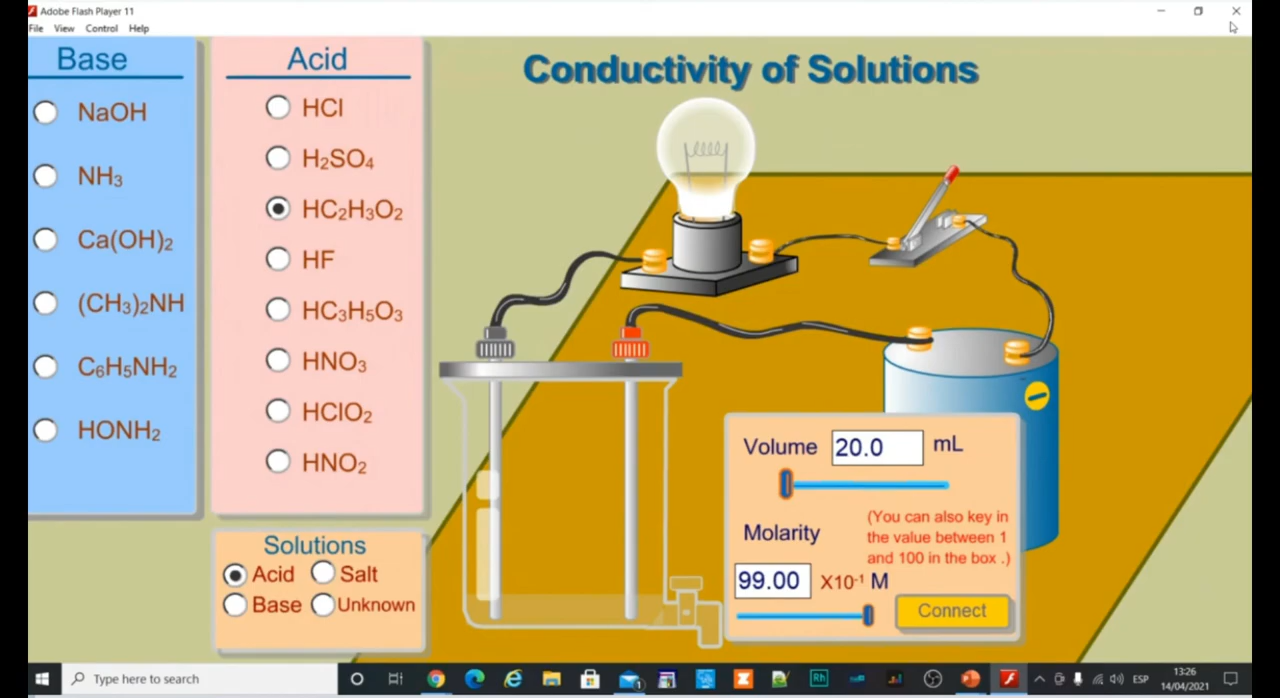 Adobe Flash Player 11
File View Control Help
Base
NaOH
NH3
Ca(OH)2
(CH3)2NH
C6H5NH2
HONH2
Acid
HCl
H2SO4
HC2H3O2
HF
HC3H5O3
HNO3
HClO2
HNO2
Solutions
Acid Salt
Base Unknown
Conductivity of Solutions
Volume 20.0 mL
Molarity
(You can also key in
the value between 1
and 100 in the box .)
99.00 X10-1 M
Connect
Type here to search
Rh
1
ESP
13:26
14/04/2021